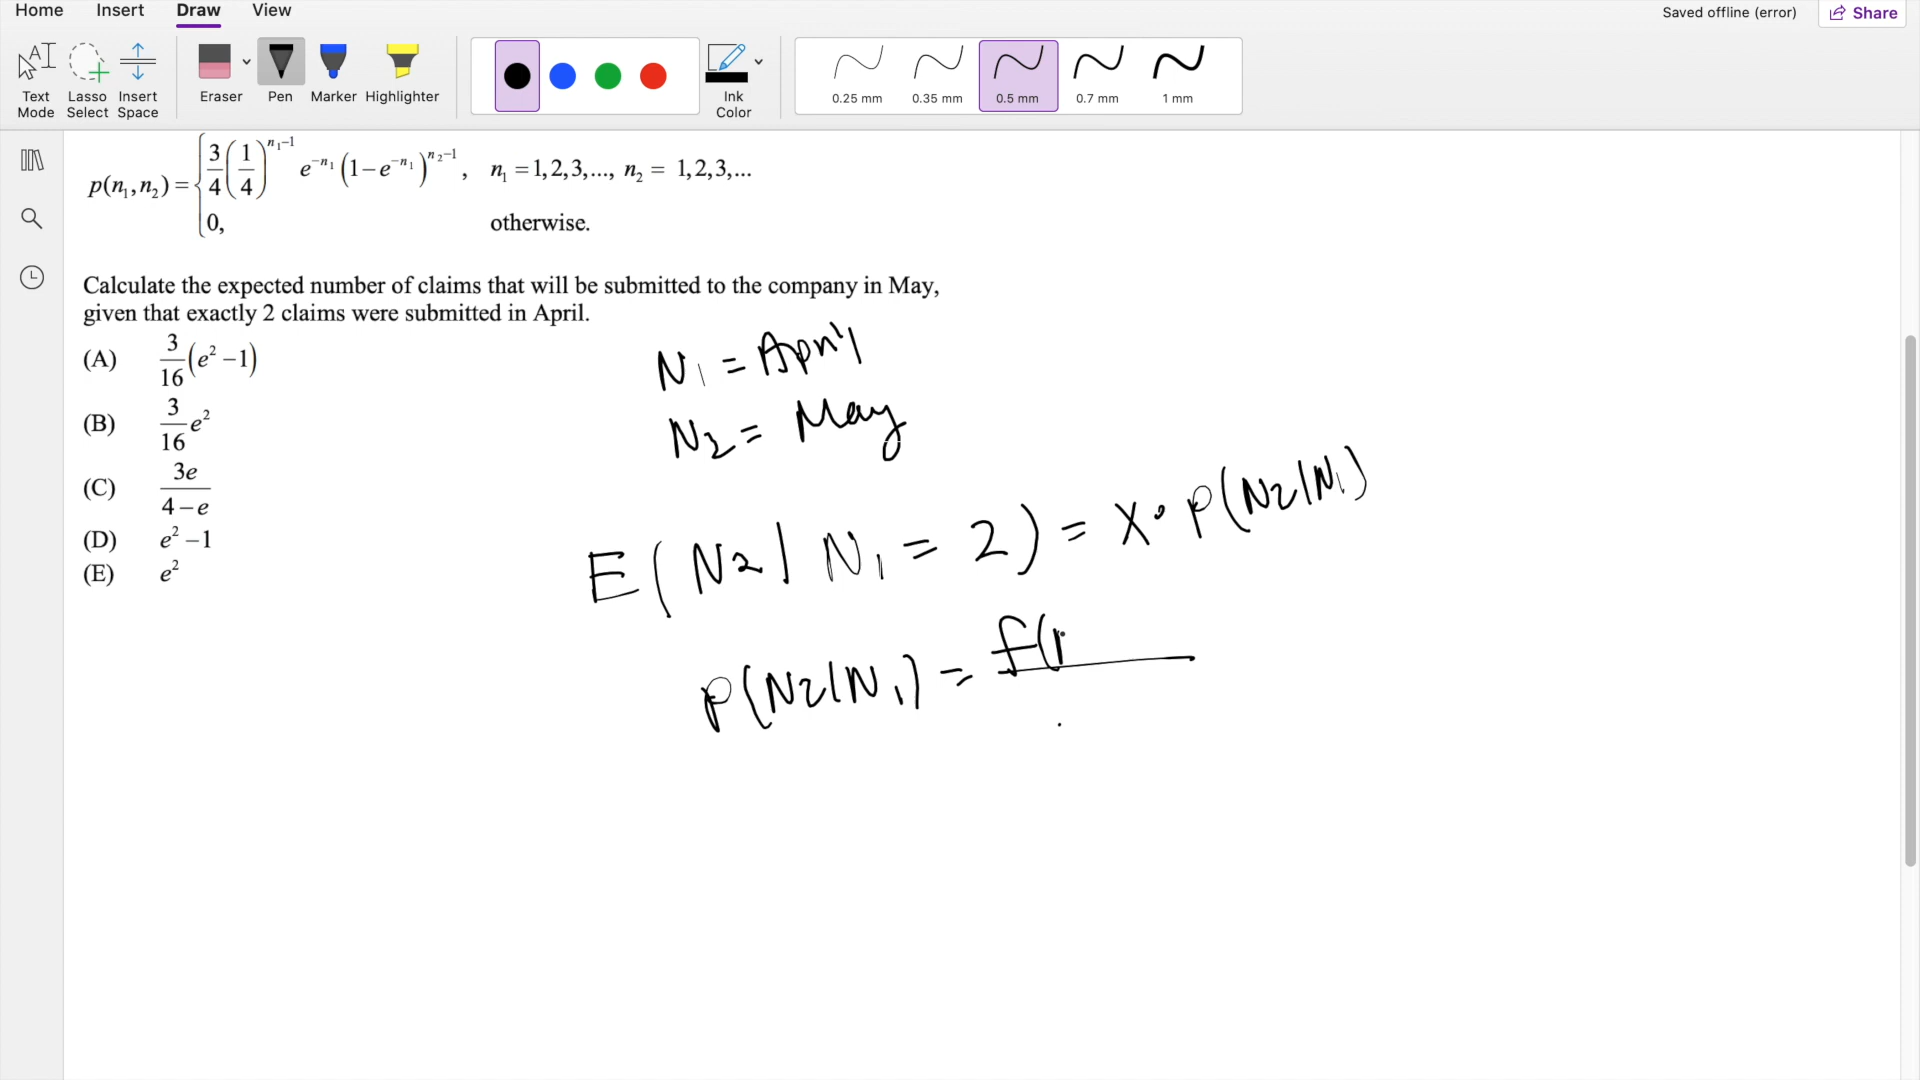 Home Insert Draw View
Saved offline (error) Share
Text Mode Lasso Select Insert Space Eraser Pen Marker Highlighter Ink Color 0.25 mm 0.35 mm 0.5 mm 0.7 mm 1 mm
p(n₁,n₂) = { 3/4 (1/4)^(n₁−1) e^(−n₁) (1−e^(−n₁))^(n₂−1), n₁ = 1,2,3,..., n₂ = 1,2,3,...
0, otherwise.
Calculate the expected number of claims that will be submitted to the company in May,
given that exactly 2 claims were submitted in April.
(A) 3/16 (e² −1)
(B) 3/16 e²
(C) 3e/(4−e)
(D) e² −1
(E) e²
N₁ = April
N₂ = May
E(N₂ | N₁ = 2) = X · P(N₂|N₁)
P(N₂|N₁) = f(